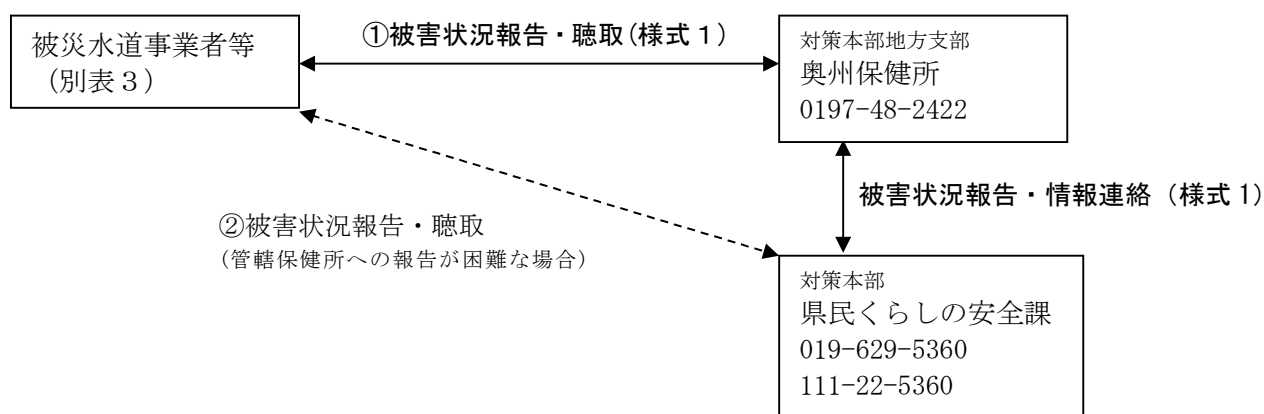 被災水道事業者等
（別表３）
①被害状況報告・聴取(様式１)
対策本部地方支部
奥州保健所
0197-48-2422
被害状況報告・情報連絡（様式1)
②被害状況報告・聴取
(管轄保健所への報告が困難な場合)
対策本部
県民くらしの安全課
019-629-5360
111-22-5360